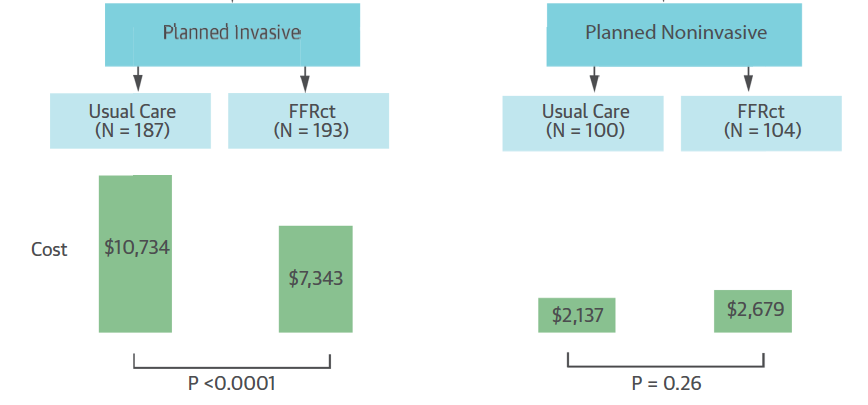 Planned Invasive
Planned Noninvasive
Usual Care
(N = 187)
FFRct
(N = 193)
Usual Care
(N = 100)
FFRct
(N = 104)
Cost
$10,734
$7,343
$2,137
$2,679
P <0.0001
P = 0.26